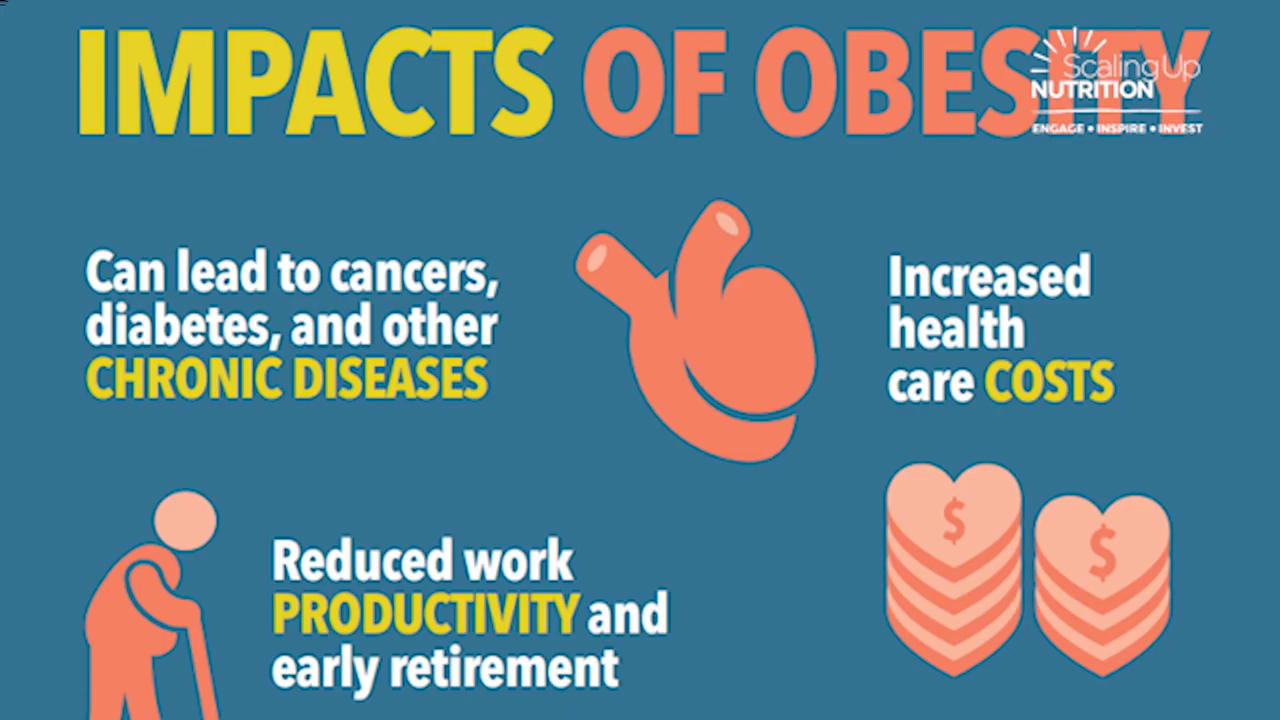 IMPACTS OF OBESITY
Scaling Up
NUTRITION
ENGAGE • INSPIRE • INVEST
Can lead to cancers,
diabetes, and other
CHRONIC DISEASES
Increased
health
care COSTS
$ $
Reduced work
PRODUCTIVITY and
early retirement